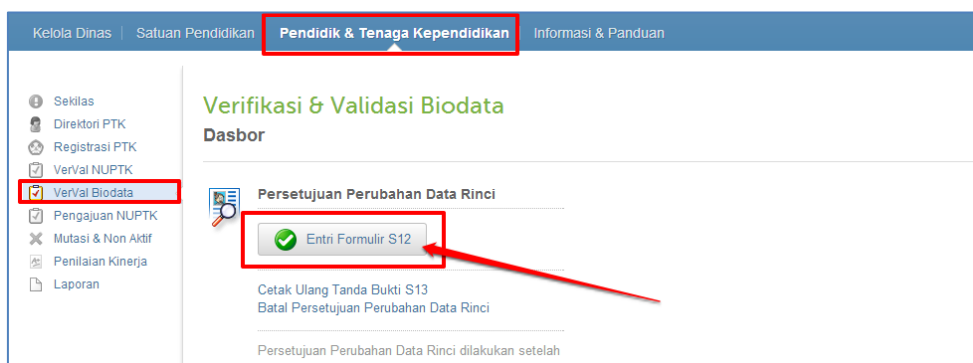 Kelola Dinas | Satuan Pendidikan Pendidik & Tenaga Kependidikan Informasi & Panduan
Sekilas
Direktori PTK
Registrasi PTK
VerVal NUPTK
VerVal Biodata
Pengajuan NUPTK
Mutasi & Non Aktif
Penilaian Kinerja
Laporan
Verifikasi & Validasi Biodata
Dasbor
Persetujuan Perubahan Data Rinci
Entri Formulir S12
Cetak Ulang Tanda Bukti S13
Batal Persetujuan Perubahan Data Rinci
Persetujuan Perubahan Data Rinci dilakukan setelah